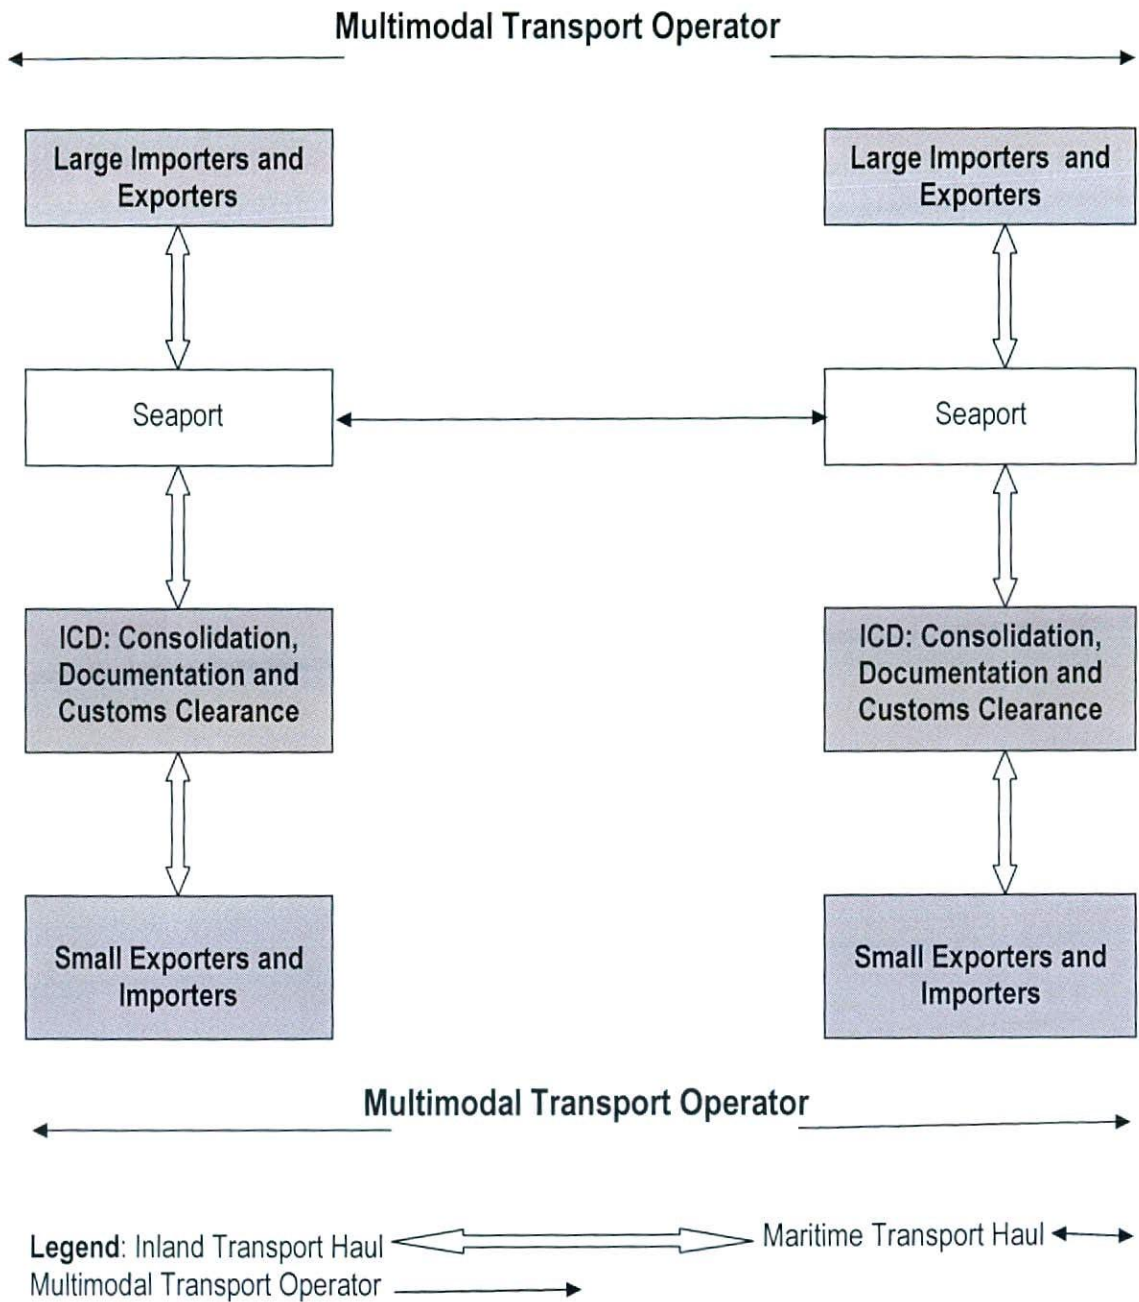 Multimodal Transport Operator
Large Importers and
Exporters
Large Importers and
Exporters
Seaport
Seaport
ICD: Consolidation,
Documentation and
Customs Clearance
ICD: Consolidation,
Documentation and
Customs Clearance
Small Exporters and
Importers
Small Exporters and
Importers
Multimodal Transport Operator
Legend: Inland Transport Haul
Maritime Transport Haul
Multimodal Transport Operator